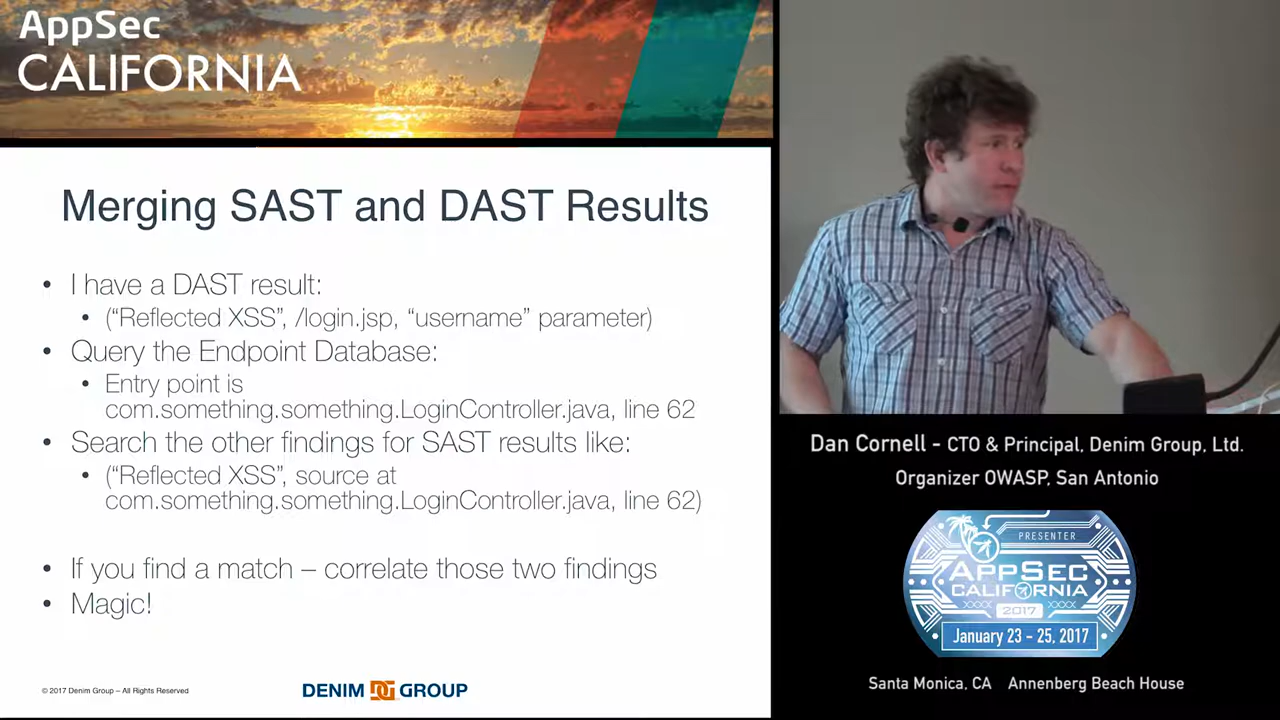 AppSec
CALIFORNIA
Merging SAST and DAST Results
• I have a DAST result:
• (“Reflected XSS”, /login.jsp, “username” parameter)
• Query the Endpoint Database:
• Entry point is
com.something.something.LoginController.java, line 62
• Search the other findings for SAST results like:
• (“Reflected XSS”, source at
com.something.something.LoginController.java, line 62)
• If you find a match – correlate those two findings
• Magic!
© 2017 Denim Group – All Rights Reserved
DENIM DG GROUP
Dan Cornell - CTO & Principal, Denim Group, Ltd.
Organizer OWASP, San Antonio
PRESENTER
APPSEC
CALIFORNIA
2017
January 23 - 25, 2017
Santa Monica, CA Annenberg Beach House